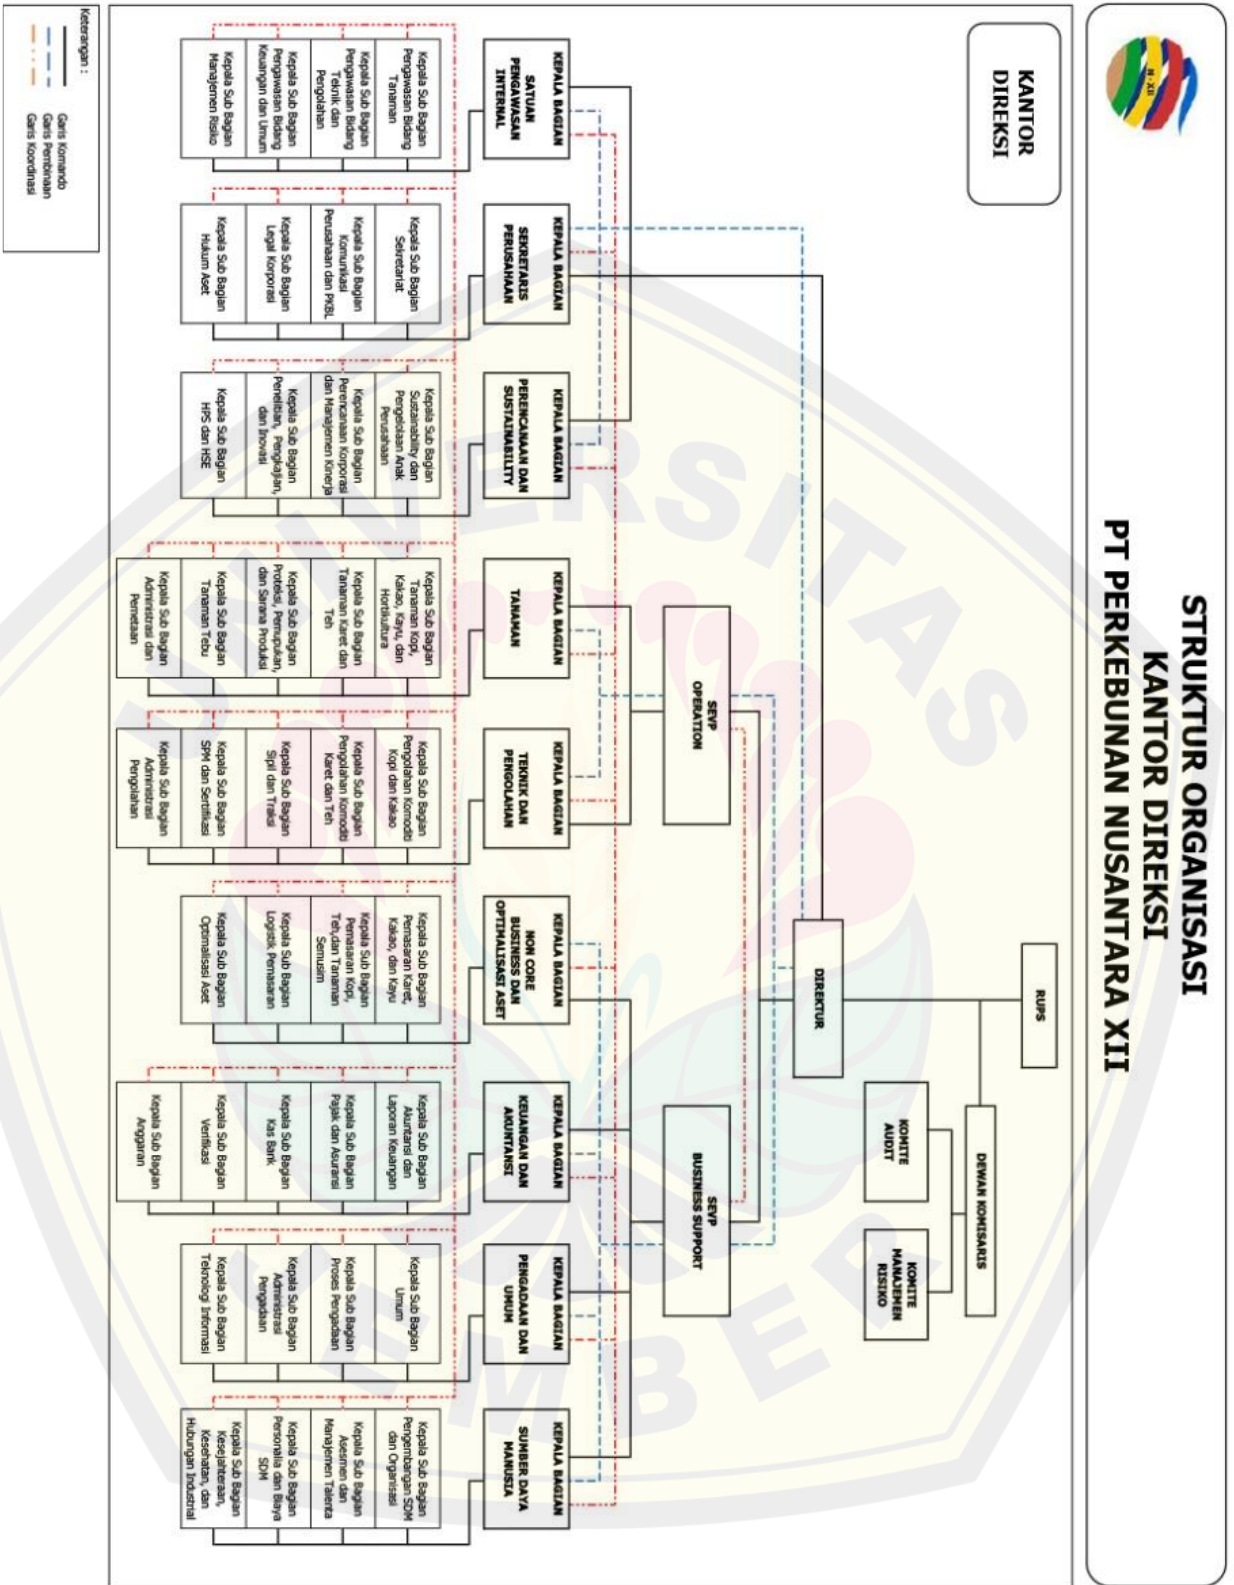 STRUKTUR ORGANISASI
KANTOR DIREKSI
PT PERKEBUNAN NUSANTARA XII
N-XII
KANTOR
DIREKSI
RUPS
DEWAN KOMISARIS
KOMITE
AUDIT
KOMITE
MANAJEMEN
RISIKO
DIREKTUR
SEVP
OPERATION
SEVP
BUSINESS SUPPORT
KEPALA BAGIAN
SATUAN
PENGAWASAN
INTERNAL
Kepala Sub Bagian
Pengawasan Bidang
Tanaman
Kepala Sub Bagian
Pengawasan Bidang
Teknik dan
Pengolahan
Kepala Sub Bagian
Pengawasan Bidang
Keuangan dan Umum
Kepala Sub Bagian
Manajemen Risiko
KEPALA BAGIAN
SEKRETARIS
PERUSAHAAN
Kepala Sub Bagian
Sekretariat
Kepala Sub Bagian
Komunikasi
Perusahaan dan PKBL
Kepala Sub Bagian
Legal Korporasi
Kepala Sub Bagian
Hukum Aset
KEPALA BAGIAN
PERENCANAAN DAN
SUSTAINABILITY
Kepala Sub Bagian
Sustainability dan
Pengelolaan Anak
Perusahaan
Kepala Sub Bagian
Perencanaan Korporasi
dan Manajemen Kinerja
Kepala Sub Bagian
Penelitian, Pengkajian,
dan Inovasi
Kepala Sub Bagian
HPS dan HSE
KEPALA BAGIAN
TANAMAN
Kepala Sub Bagian
Tanaman Kopi,
Kakao, Kayu, dan
Hortikultura
Kepala Sub Bagian
Tanaman Karet dan
Teh
Kepala Sub Bagian
Proteksi, Pemupukan,
dan Sarana Produksi
Kepala Sub Bagian
Tanaman Tebu
Kepala Sub Bagian
Administrasi dan
Pemetaan
KEPALA BAGIAN
TEKNIK DAN
PENGOLAHAN
Kepala Sub Bagian
Pengolahan Komoditi
Kopi dan Kakao
Kepala Sub Bagian
Pengolahan Komoditi
Karet dan Teh
Kepala Sub Bagian
Sipil dan Traksi
Kepala Sub Bagian
SPM dan Sertifikasi
Kepala Sub Bagian
Administrasi
Pengolahan
KEPALA BAGIAN
NON CORE
BUSINESS DAN
OPTIMALISASI ASET
Kepala Sub Bagian
Pemasaran Karet,
Kakao, dan Kayu
Kepala Sub Bagian
Pemasaran Kopi,
Teh,dan Tanaman
Semusim
Kepala Sub Bagian
Logistik Pemasaran
Kepala Sub Bagian
Optimalisasi Aset
KEPALA BAGIAN
KEUANGAN DAN
AKUNTANSI
Kepala Sub Bagian
Akuntansi dan
Laporan Keuangan
Kepala Sub Bagian
Pajak dan Asuransi
Kepala Sub Bagian
Kas Bank
Kepala Sub Bagian
Verifikasi
Kepala Sub Bagian
Anggaran
KEPALA BAGIAN
PENGADAAN DAN
UMUM
Kepala Sub Bagian
Umum
Kepala Sub Bagian
Proses Pengadaan
Kepala Sub Bagian
Administrasi
Pengadaan
Kepala Sub Bagian
Teknologi Informasi
KEPALA BAGIAN
SUMBER DAYA
MANUSIA
Kepala Sub Bagian
Pengembangan SDM
dan Organisasi
Kepala Sub Bagian
Asesmen dan
Manajemen Talenta
Kepala Sub Bagian
Personalia dan Biaya
SDM
Kepala Sub Bagian
Kesejahteraan,
Kesehatan, dan
Hubungan Industrial
Keterangan :
Garis Komando
Garis Pembinaan
Garis Koordinasi
UNIVERSITAS
JEMBER